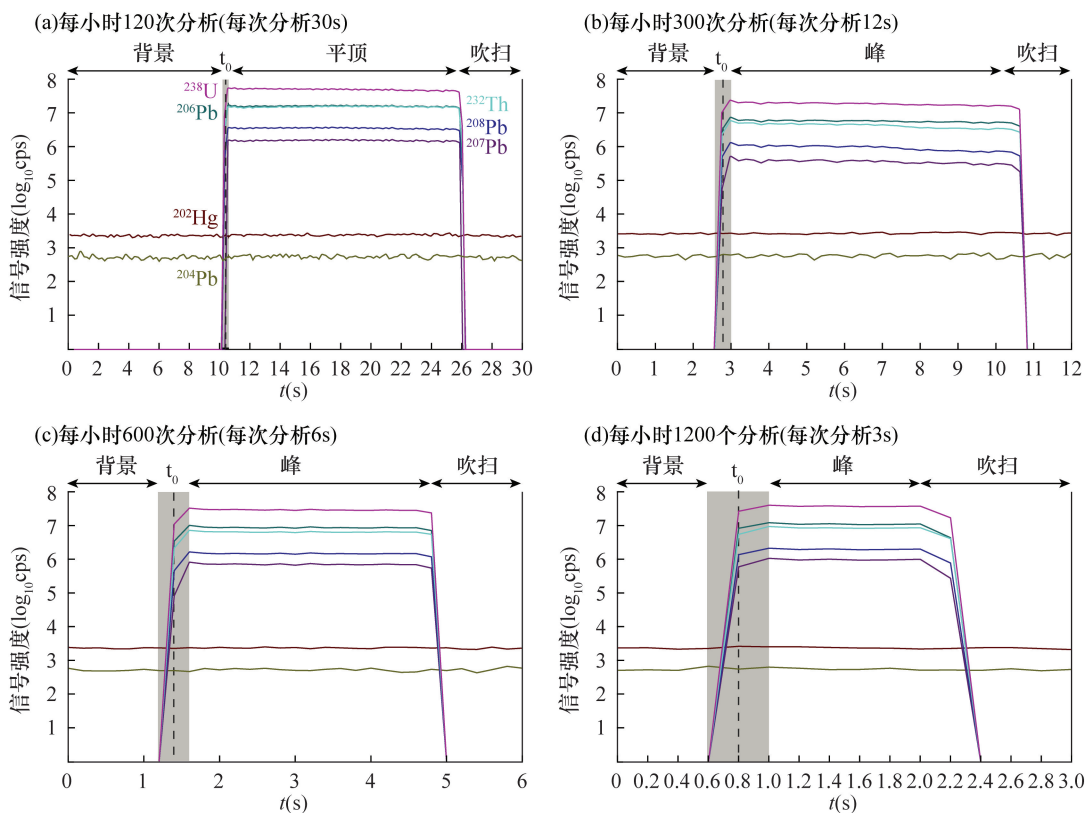 (a)每小时120次分析(每次分析30s)
背景 t₀ 平顶 吹扫
8
7
6
5
4
3
2
1
信号强度(log₁₀cps)
²³⁸U
²⁰⁶Pb
²³²Th
²⁰⁸Pb
²⁰⁷Pb
²⁰²Hg
²⁰⁴Pb
0 2 4 6 8 10 12 14 16 18 20 22 24 26 28 30
t(s)
(b)每小时300次分析(每次分析12s)
背景 t₀ 峰 吹扫
8
7
6
5
4
3
2
1
信号强度(log₁₀cps)
0 1 2 3 4 5 6 7 8 9 10 11 12
t(s)
(c)每小时600次分析(每次分析6s)
背景 t₀ 峰 吹扫
8
7
6
5
4
3
2
1
信号强度(log₁₀cps)
0 1 2 3 4 5 6
t(s)
(d)每小时1200个分析(每次分析3s)
背景 t₀ 峰 吹扫
8
7
6
5
4
3
2
1
信号强度(log₁₀cps)
0 0.2 0.4 0.6 0.8 1.0 1.2 1.4 1.6 1.8 2.0 2.2 2.4 2.6 2.8 3.0
t(s)